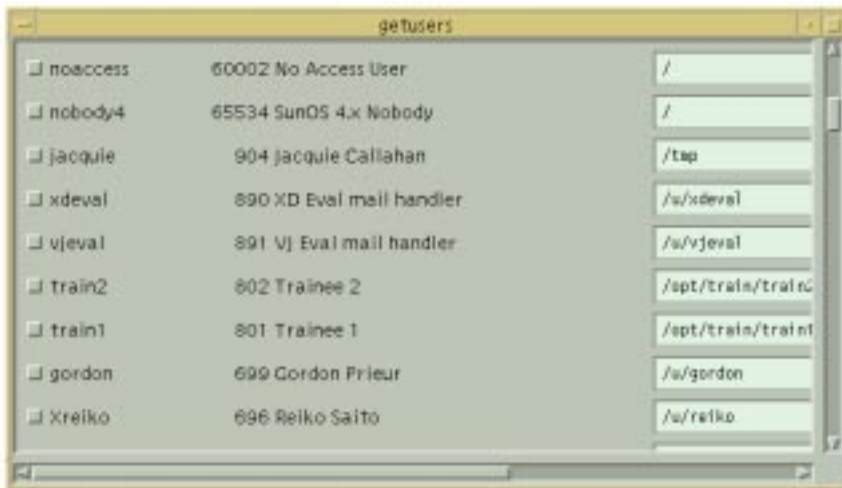 getusers
noaccess 60002 No Access User /
nobody4 65534 SunOS 4.x Nobody /
jacquie 904 Jacquie Callahan /tmp
xdeval 890 XD Eval mail handler /u/xdeval
vjeval 891 VJ Eval mail handler /u/vjeval
train2 802 Trainee 2 /opt/train/train2
train1 801 Trainee 1 /opt/train/train1
gordon 699 Gordon Prieur /u/gordon
Xreiko 696 Reiko Saito /u/reiko